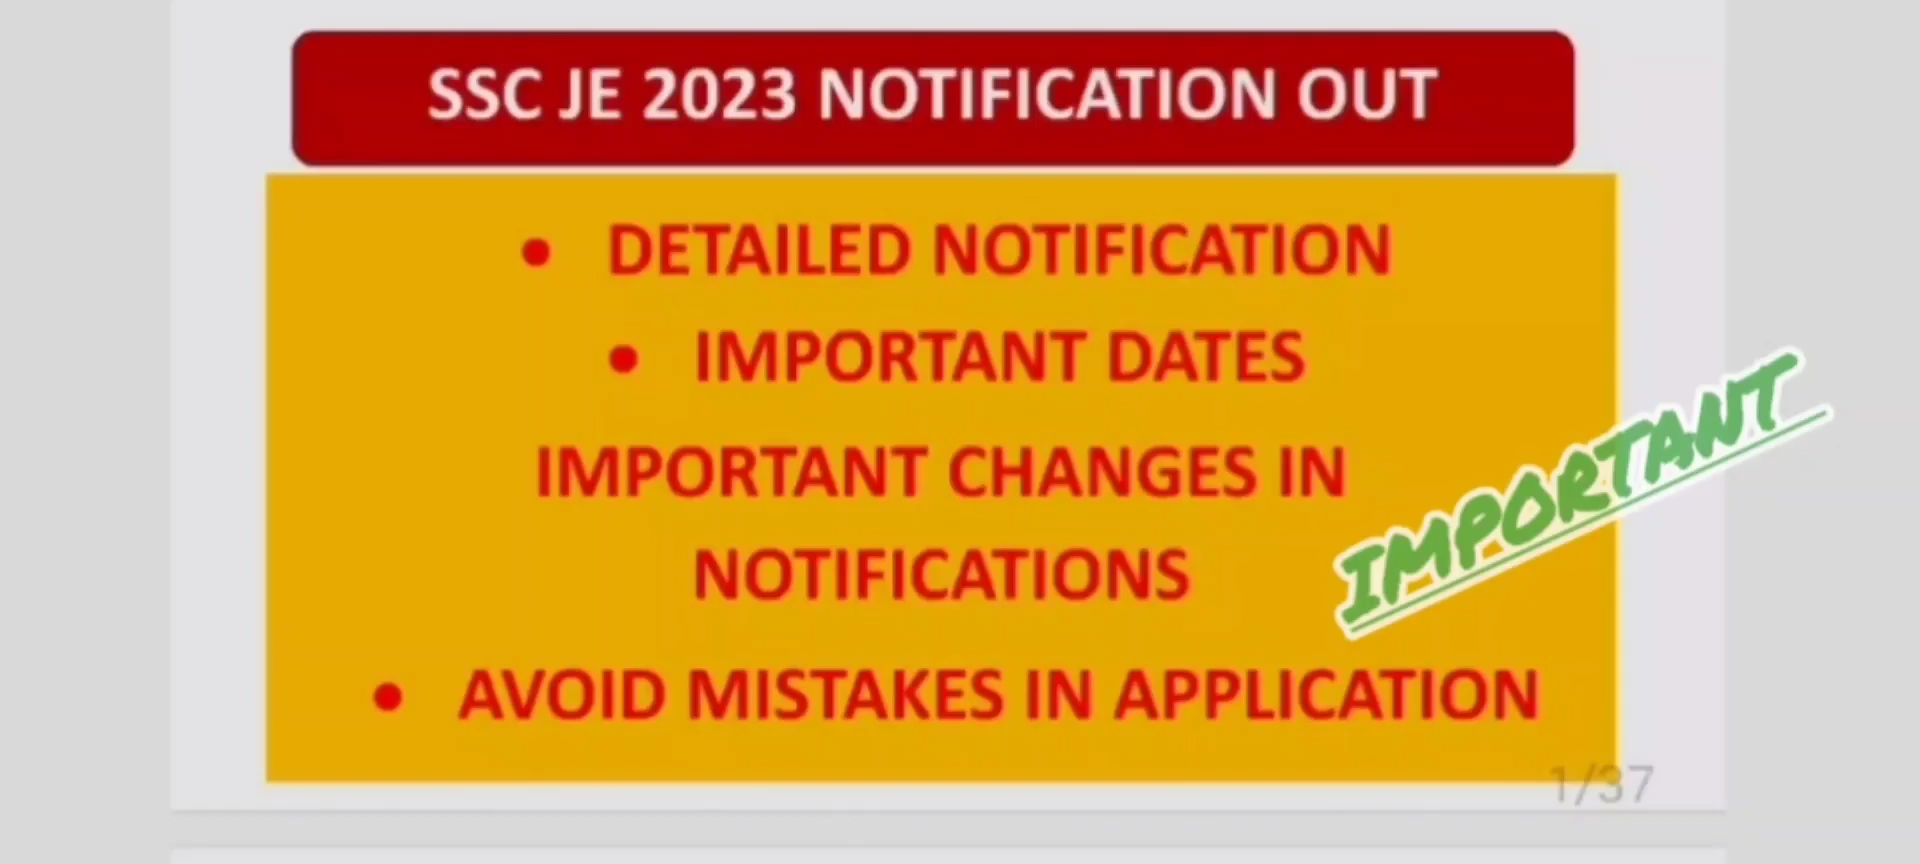 SSC JE 2023 NOTIFICATION OUT
• DETAILED NOTIFICATION
• IMPORTANT DATES
IMPORTANT CHANGES IN
NOTIFICATIONS
IMPORTANT
• AVOID MISTAKES IN APPLICATION
1/37